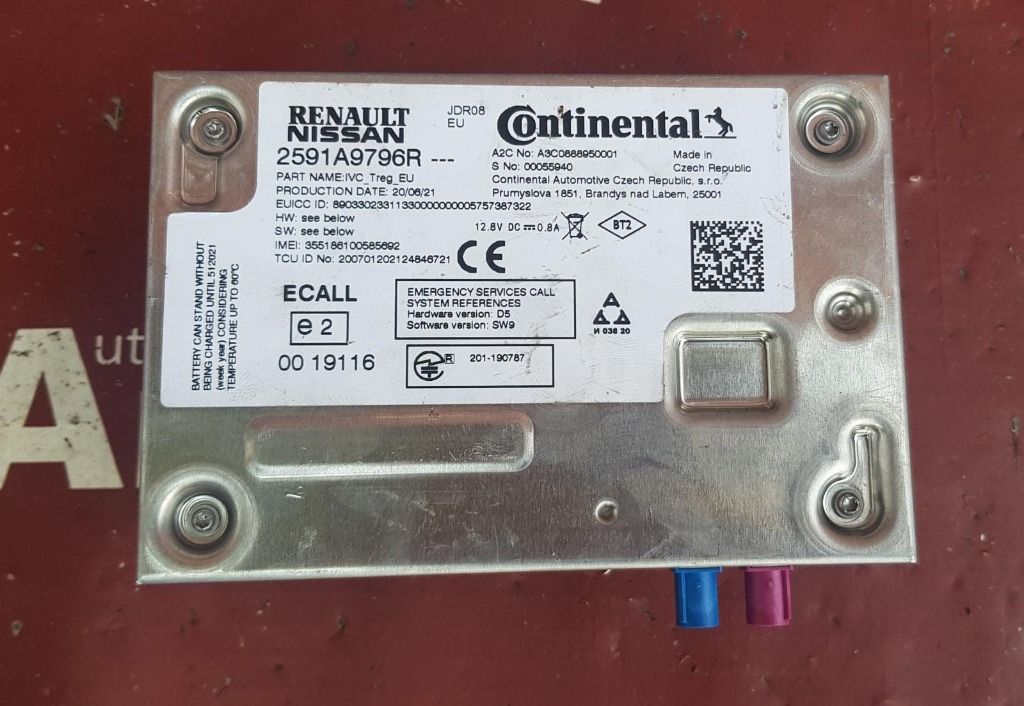 RENAULT
NISSAN
JDR08
EU
Continental
2591A9796R ---
A2C No: A3C0888950001
S No: 00055940
Made in
Czech Republic
Continental Automotive Czech Republic, s.r.o.
Prumyslova 1851, Brandys nad Labem, 25001
PART NAME:IVC_Treg_EU
PRODUCTION DATE: 20/06/21
EUICC ID: 89033023311330000000005757387322
HW: see below
SW: see below
12.8V DC 0.8A
BT2
IMEI: 355186100585692
TCU ID No: 200701202124846721
CE
BATTERY CAN STAND WITHOUT
BEING CHARGED UNTIL 512021
(week year) CONSIDERING
TEMPERATURE UP TO 60°C
ECALL
e 2
00 19116
EMERGENCY SERVICES CALL
SYSTEM REFERENCES
Hardware version: D5
Software version: SW9
R 201-190787
И 038 20
Aut
A